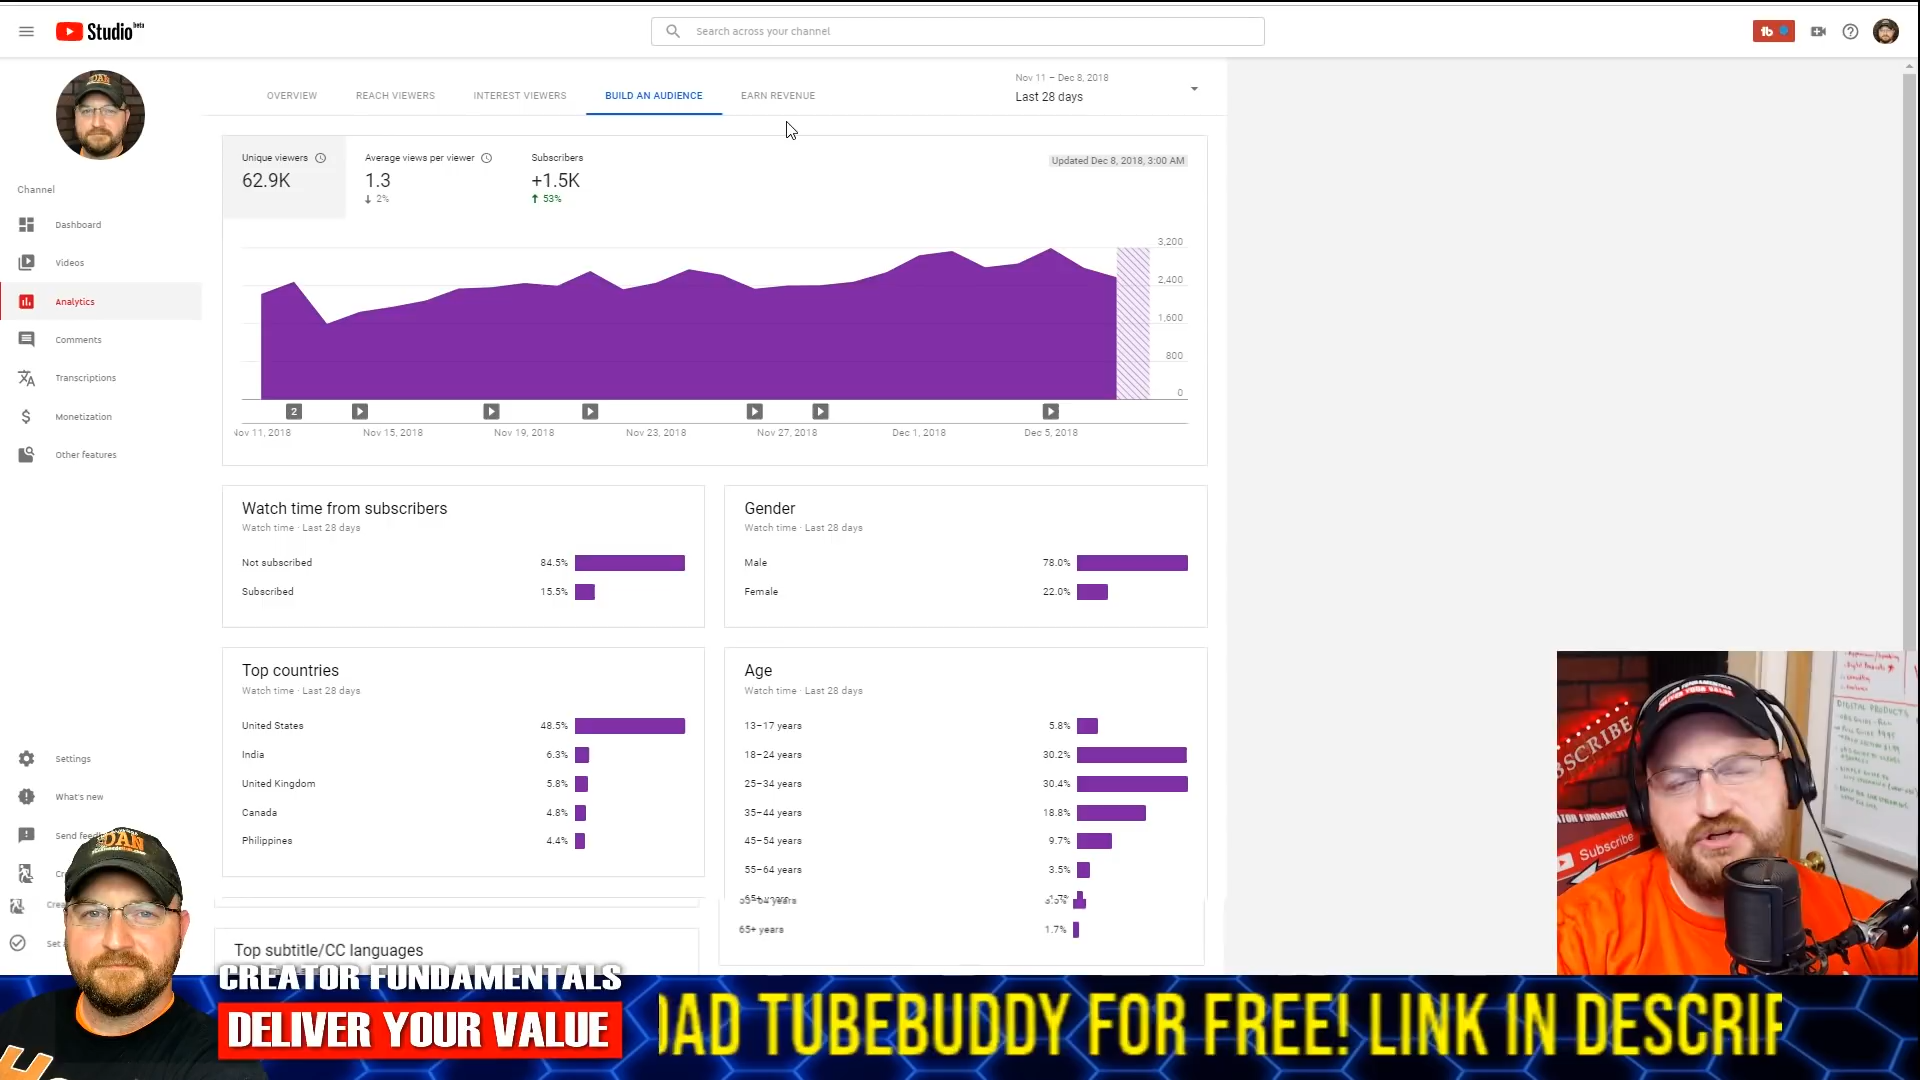 Studio beta
Search across your channel
OVERVIEW
REACH VIEWERS
INTEREST VIEWERS
BUILD AN AUDIENCE
EARN REVENUE
Nov 11 – Dec 8, 2018
Last 28 days
Channel
Dashboard
Videos
Analytics
Comments
Transcriptions
Monetization
Other features
Settings
What's new
Unique viewers
62.9K
Average views per viewer
1.3
2%
Subscribers
+1.5K
53%
Updated Dec 8, 2018, 3:00 AM
3,200
2,400
1,600
800
0
2
Nov 11, 2018
Nov 15, 2018
Nov 19, 2018
Nov 23, 2018
Nov 27, 2018
Dec 1, 2018
Dec 5, 2018
Watch time from subscribers
Watch time · Last 28 days
Not subscribed 84.5%
Subscribed 15.5%
Gender
Watch time · Last 28 days
Male 78.0%
Female 22.0%
Top countries
Watch time · Last 28 days
United States 48.5%
India 6.3%
United Kingdom 5.8%
Canada 4.8%
Philippines 4.4%
Age
Watch time · Last 28 days
13–17 years 5.8%
18–24 years 30.2%
25–34 years 30.4%
35–44 years 18.8%
45–54 years 9.7%
55–64 years 3.5%
65+ years 1.7%
Top subtitle/CC languages
DAN
CREATOR FUNDAMENTALS
DELIVER YOUR VALUE
TUBEBUDDY FOR FREE! LINK IN
DIGITAL PRODUCTS
Subscribe